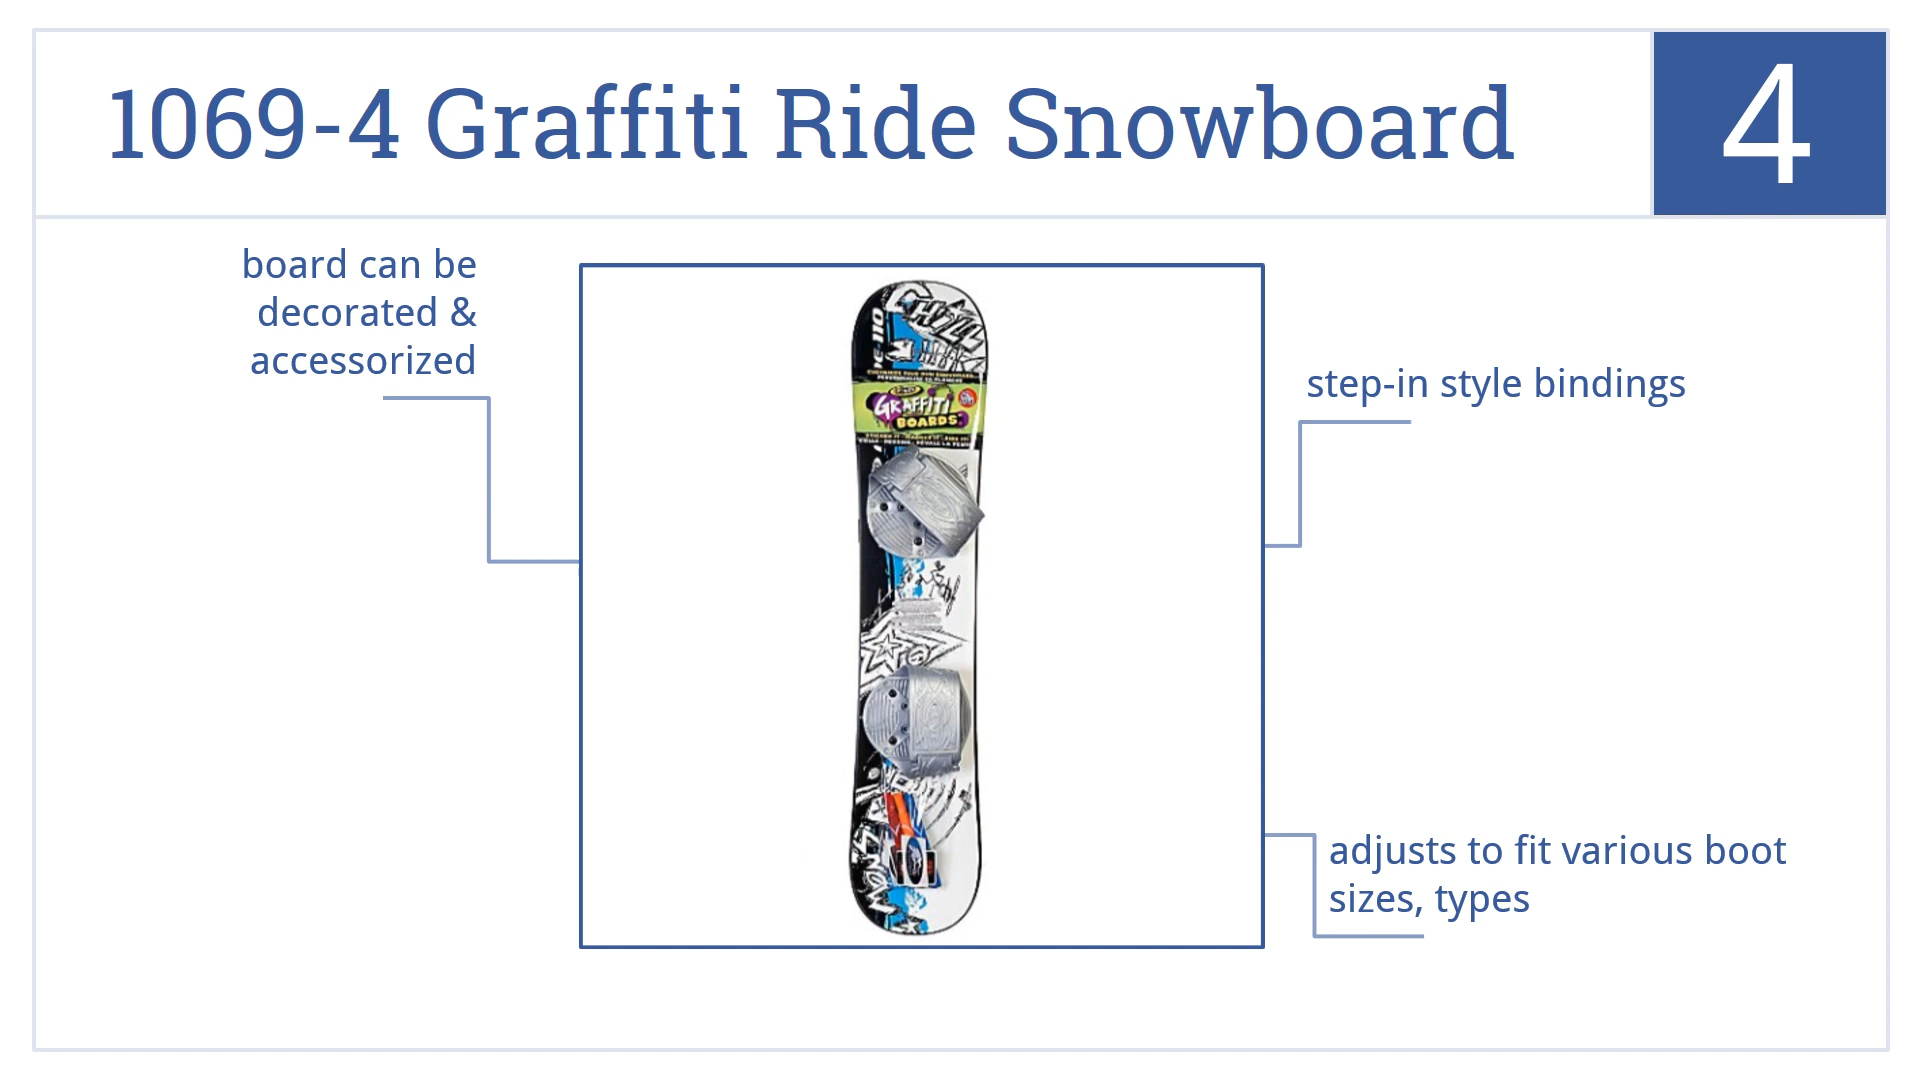 1069-4 Graffiti Ride Snowboard
4
board can be
decorated &
accessorized
step-in style bindings
adjusts to fit various boot
sizes, types
GRAFFITI
BOARDS